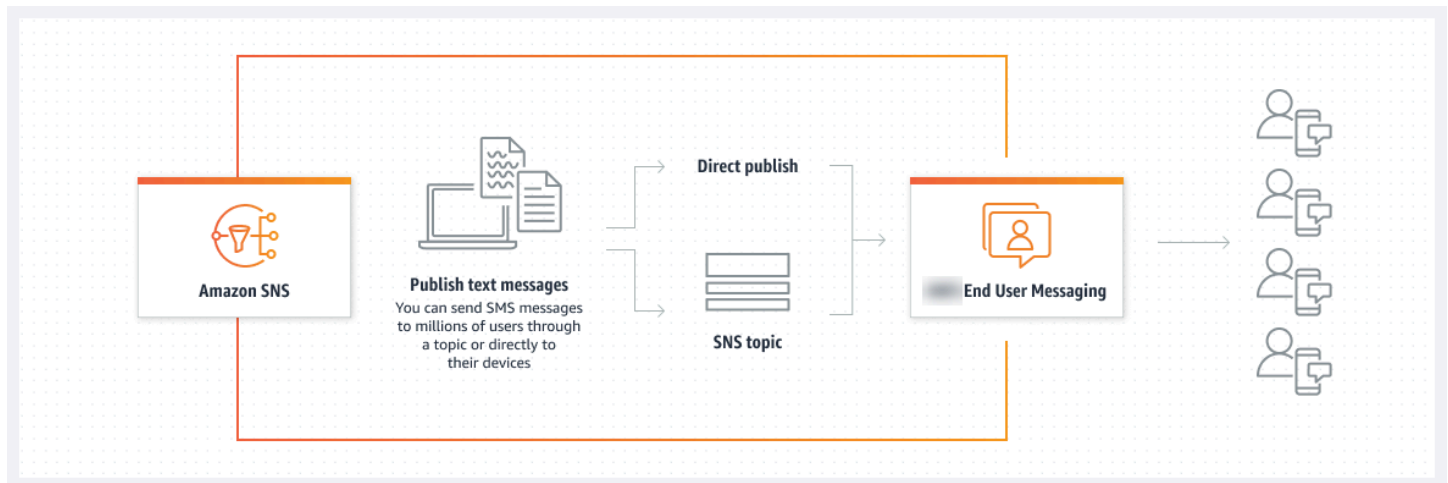 Amazon SNS
Publish text messages
You can send SMS messages
to millions of users through
a topic or directly to
their devices
Direct publish
SNS topic
End User Messaging